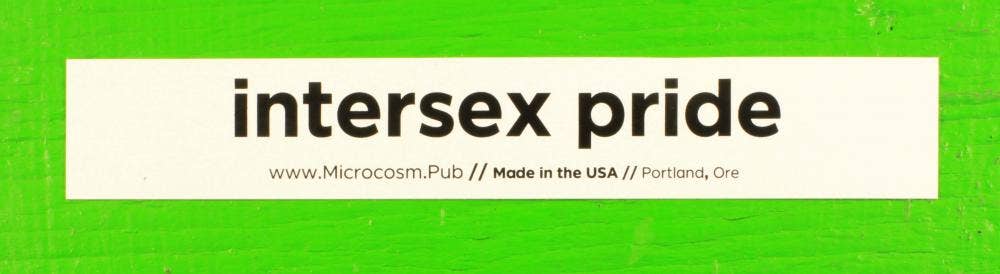 intersex pride
www.Microcosm.Pub // Made in the USA // Portland, Ore